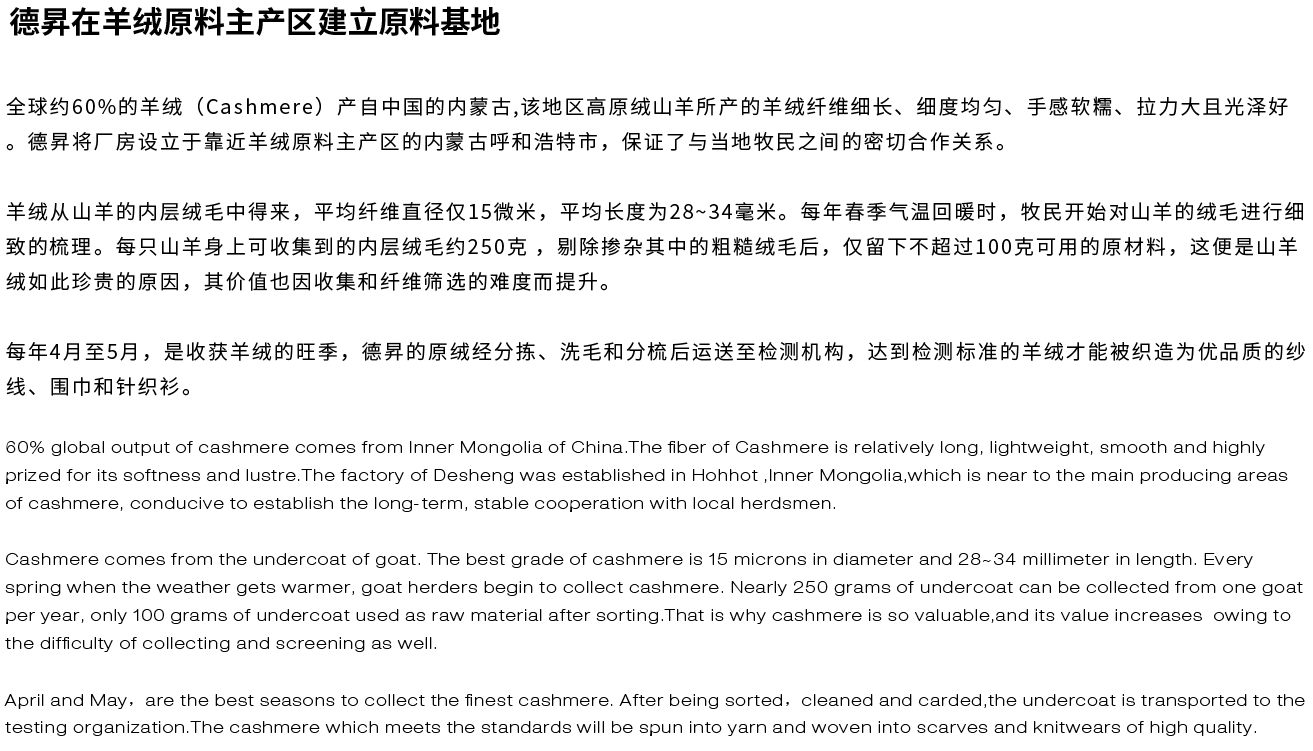 德昇在羊绒原料主产区建立原料基地
全球约60%的羊绒（Cashmere）产自中国的内蒙古,该地区高原绒山羊所产的羊绒纤维细长、细度均匀、手感软糯、拉力大且光泽好
。德昇将厂房设立于靠近羊绒原料主产区的内蒙古呼和浩特市，保证了与当地牧民之间的密切合作关系。
羊绒从山羊的内层绒毛中得来，平均纤维直径仅15微米，平均长度为28~34毫米。每年春季气温回暖时，牧民开始对山羊的绒毛进行细
致的梳理。每只山羊身上可收集到的内层绒毛约250克 ，剔除掺杂其中的粗糙绒毛后，仅留下不超过100克可用的原材料，这便是山羊
绒如此珍贵的原因，其价值也因收集和纤维筛选的难度而提升。
每年4月至5月，是收获羊绒的旺季，德昇的原绒经分拣、洗毛和分梳后运送至检测机构，达到检测标准的羊绒才能被织造为优品质的纱
线、围巾和针织衫。
60% global output of cashmere comes from Inner Mongolia of China.The fiber of Cashmere is relatively long, lightweight, smooth and highly
prized for its softness and lustre.The factory of Desheng was established in Hohhot ,Inner Mongolia,which is near to the main producing areas
of cashmere, conducive to establish the long-term, stable cooperation with local herdsmen.
Cashmere comes from the undercoat of goat. The best grade of cashmere is 15 microns in diameter and 28~34 millimeter in length. Every
spring when the weather gets warmer, goat herders begin to collect cashmere. Nearly 250 grams of undercoat can be collected from one goat
per year, only 100 grams of undercoat used as raw material after sorting.That is why cashmere is so valuable,and its value increases  owing to
the difficulty of collecting and screening as well.
April and May，are the best seasons to collect the finest cashmere. After being sorted，cleaned and carded,the undercoat is transported to the
testing organization.The cashmere which meets the standards will be spun into yarn and woven into scarves and knitwears of high quality.